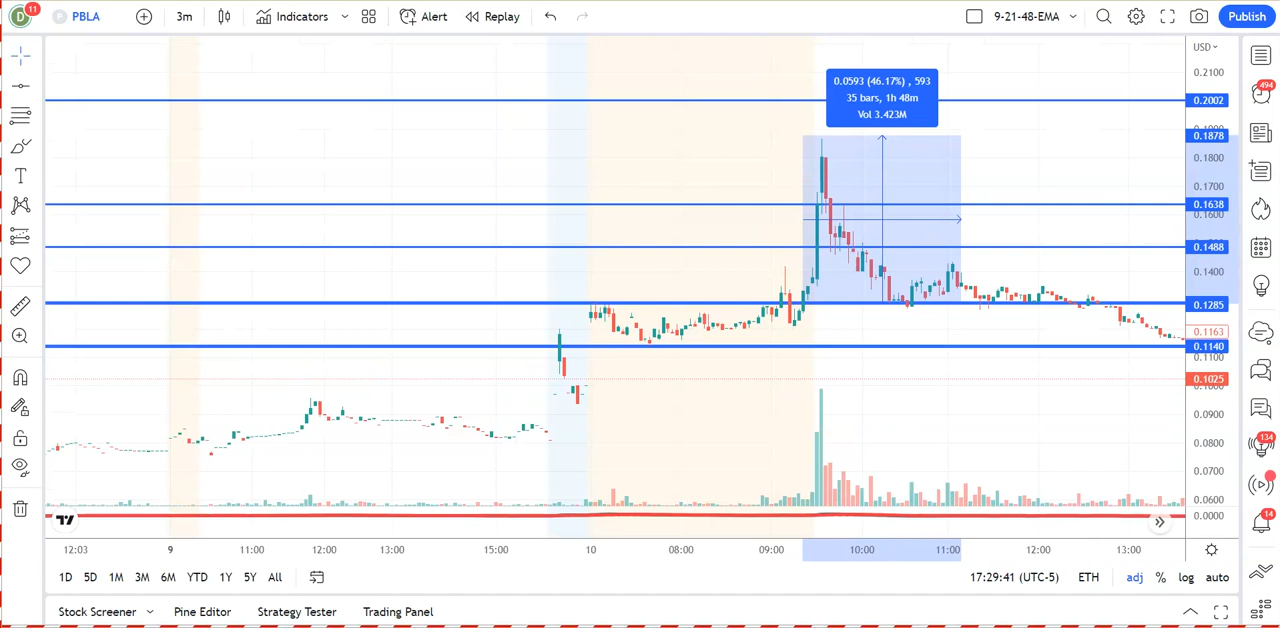 D 11 P PBLA 3m Indicators Alert Replay 9-21-48-EMA Publish
USD
0.2100
0.2002
0.1878
0.1800
0.1700
0.1638
0.1600
0.1488
0.1400
0.1285
0.1163
0.1140
0.1100
0.1025
0.0900
0.0800
0.0700
0.0600
0.0000
0.0593 (46.17%) , 593
35 bars, 1h 48m
Vol 3.423M
494
134
14
12:03 9 11:00 12:00 13:00 15:00 10 08:00 09:00 10:00 11:00 12:00 13:00
1D 5D 1M 3M 6M YTD 1Y 5Y All 17:29:41 (UTC-5) ETH adj % log auto
Stock Screener Pine Editor Strategy Tester Trading Panel